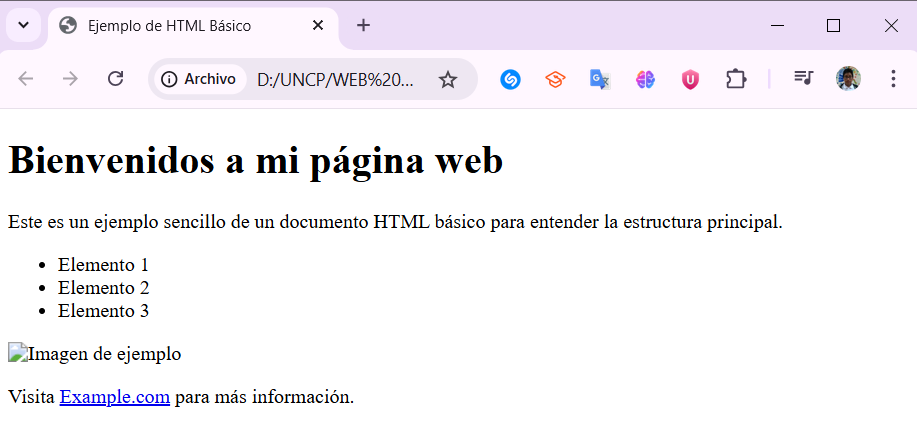 Ejemplo de HTML Básico
Archivo D:/UNCP/WEB%20...
Bienvenidos a mi página web
Este es un ejemplo sencillo de un documento HTML básico para entender la estructura principal.
Elemento 1
Elemento 2
Elemento 3
Imagen de ejemplo
Visita Example.com para más información.